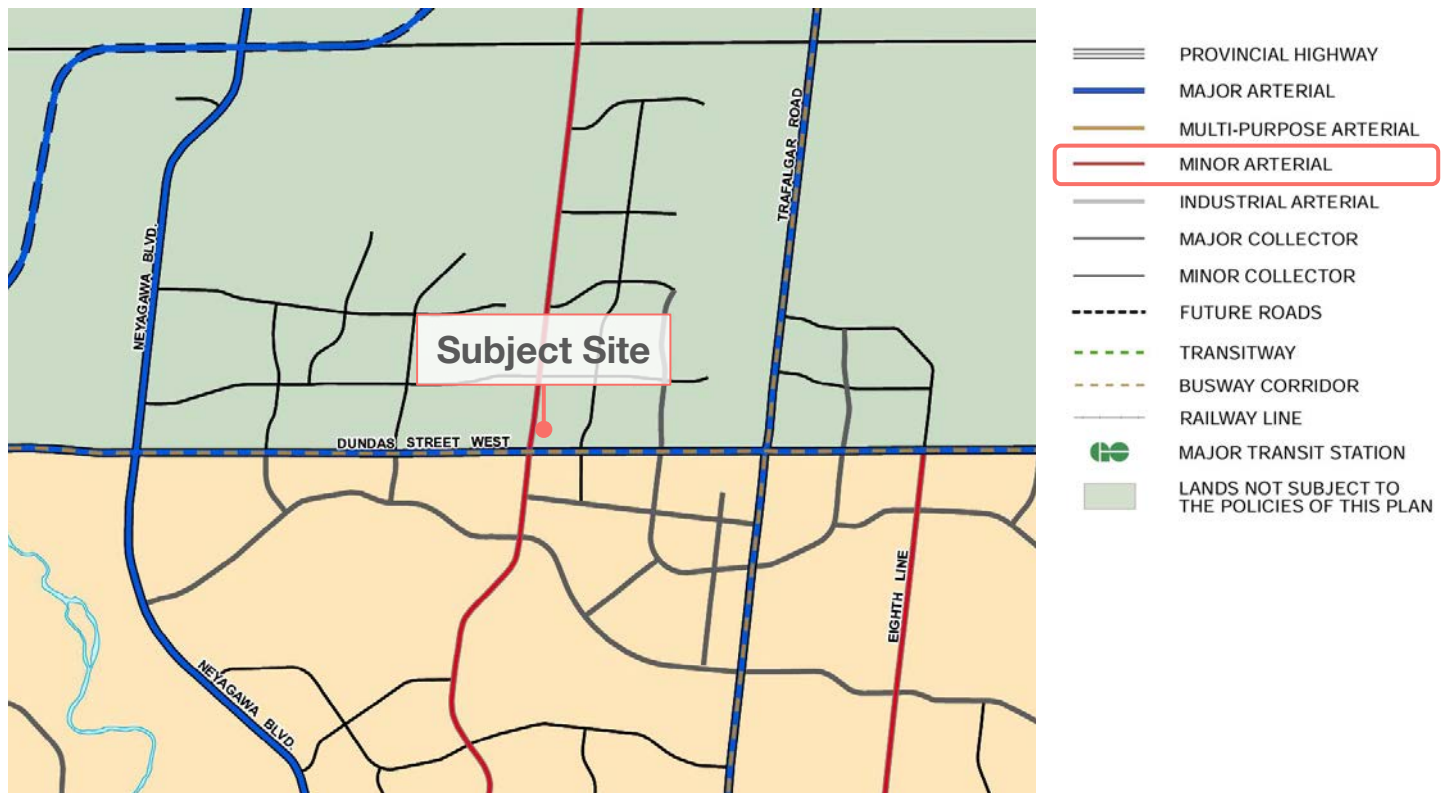 TRAFALGAR ROAD
NEYAGAWA BLVD.
Subject Site
DUNDAS STREET WEST
EIGHTH LINE
NEYAGAWA BLVD.
PROVINCIAL HIGHWAY
MAJOR ARTERIAL
MULTI-PURPOSE ARTERIAL
MINOR ARTERIAL
INDUSTRIAL ARTERIAL
MAJOR COLLECTOR
MINOR COLLECTOR
FUTURE ROADS
TRANSITWAY
BUSWAY CORRIDOR
RAILWAY LINE
GO
MAJOR TRANSIT STATION
LANDS NOT SUBJECT TO
THE POLICIES OF THIS PLAN